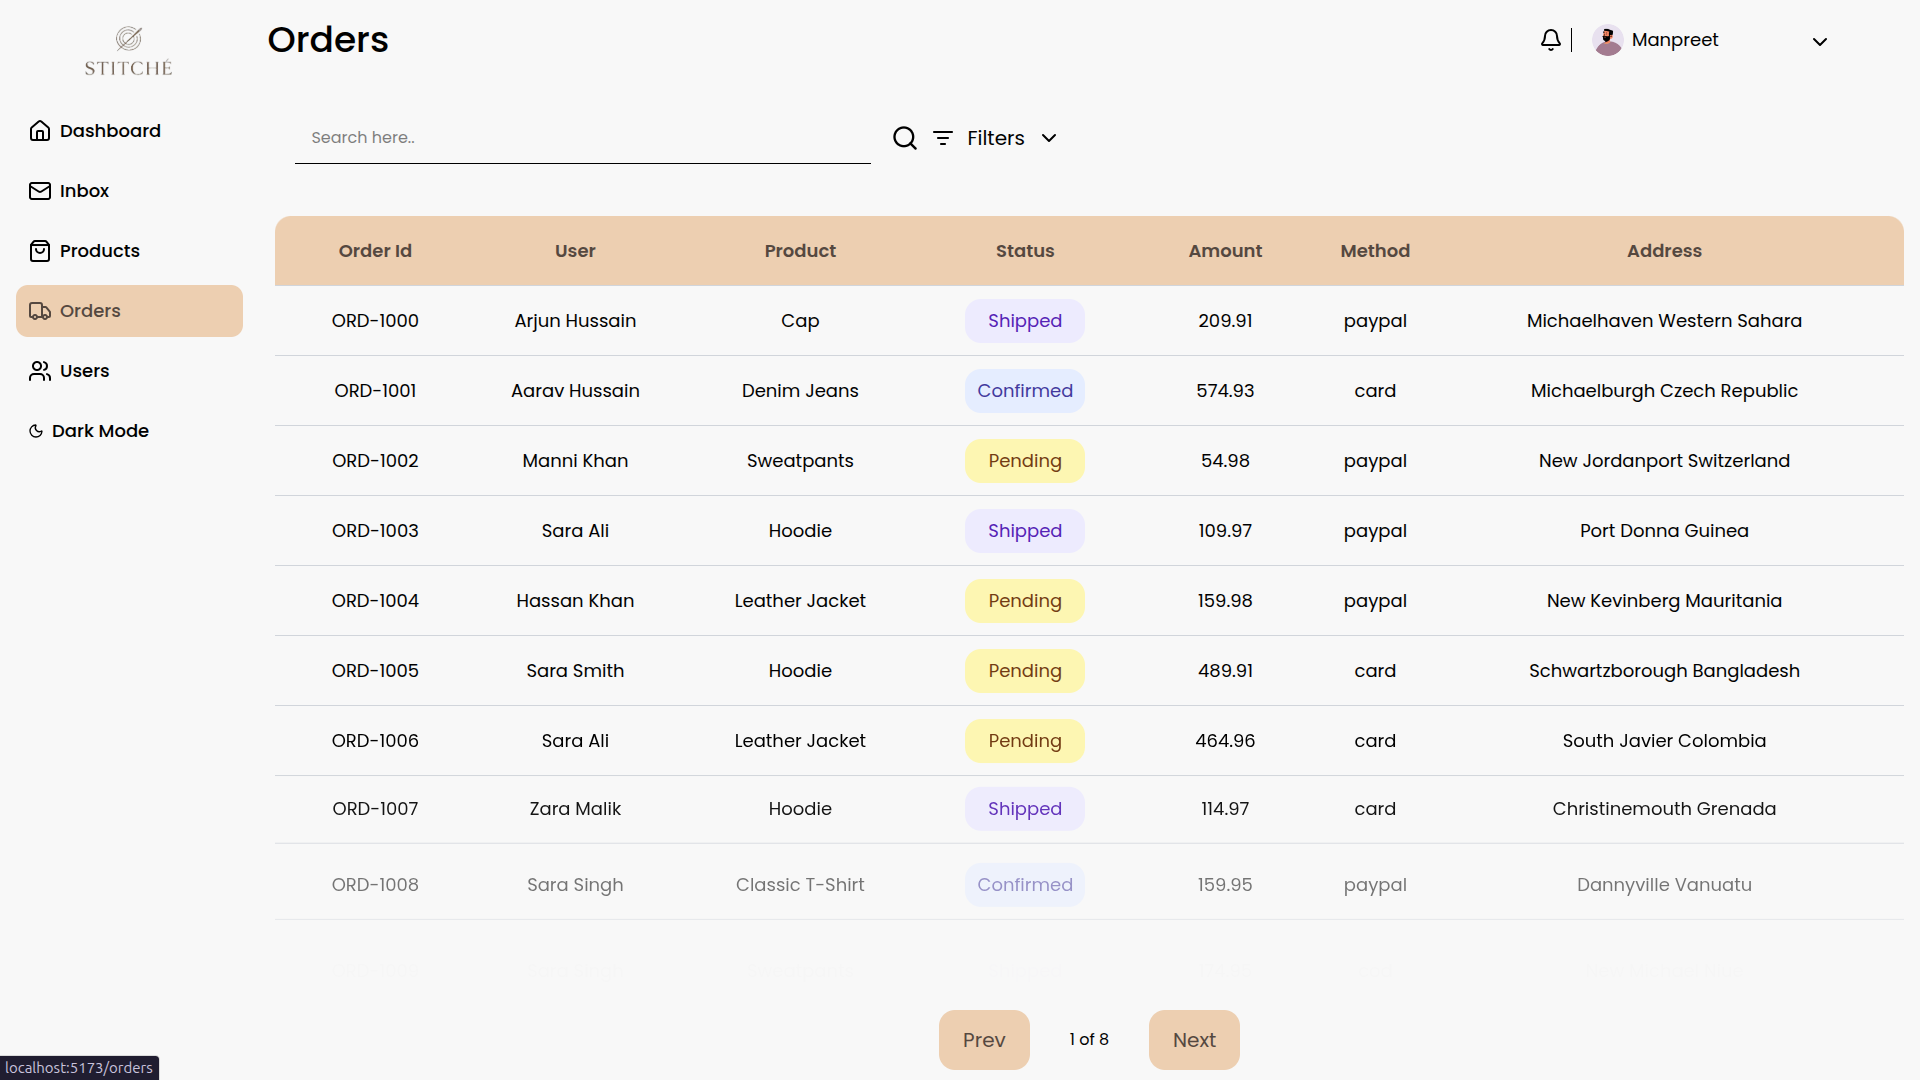 STITCHÉ
Orders
Manpreet
Dashboard
Inbox
Products
Orders
Users
Dark Mode
Search here..
Filters
Order Id User Product Status Amount Method Address
ORD-1000 Arjun Hussain Cap Shipped 209.91 paypal Michaelhaven Western Sahara
ORD-1001 Aarav Hussain Denim Jeans Confirmed 574.93 card Michaelburgh Czech Republic
ORD-1002 Manni Khan Sweatpants Pending 54.98 paypal New Jordanport Switzerland
ORD-1003 Sara Ali Hoodie Shipped 109.97 paypal Port Donna Guinea
ORD-1004 Hassan Khan Leather Jacket Pending 159.98 paypal New Kevinberg Mauritania
ORD-1005 Sara Smith Hoodie Pending 489.91 card Schwartzborough Bangladesh
ORD-1006 Sara Ali Leather Jacket Pending 464.96 card South Javier Colombia
ORD-1007 Zara Malik Hoodie Shipped 114.97 card Christinemouth Grenada
ORD-1008 Sara Singh Classic T-Shirt Confirmed 159.95 paypal Dannyville Vanuatu
Prev 1 of 8 Next
localhost:5173/orders